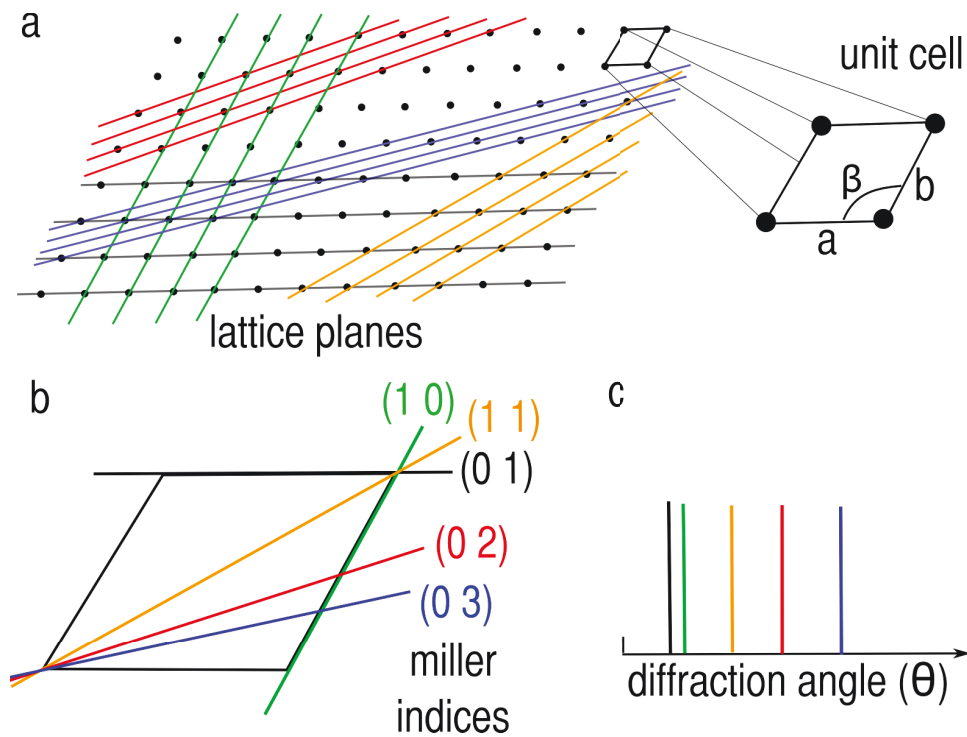 a
unit cell
β
b
a
lattice planes
b
(1 0)
(1 1)
(0 1)
(0 2)
(0 3)
miller
indices
c
diffraction angle (θ)